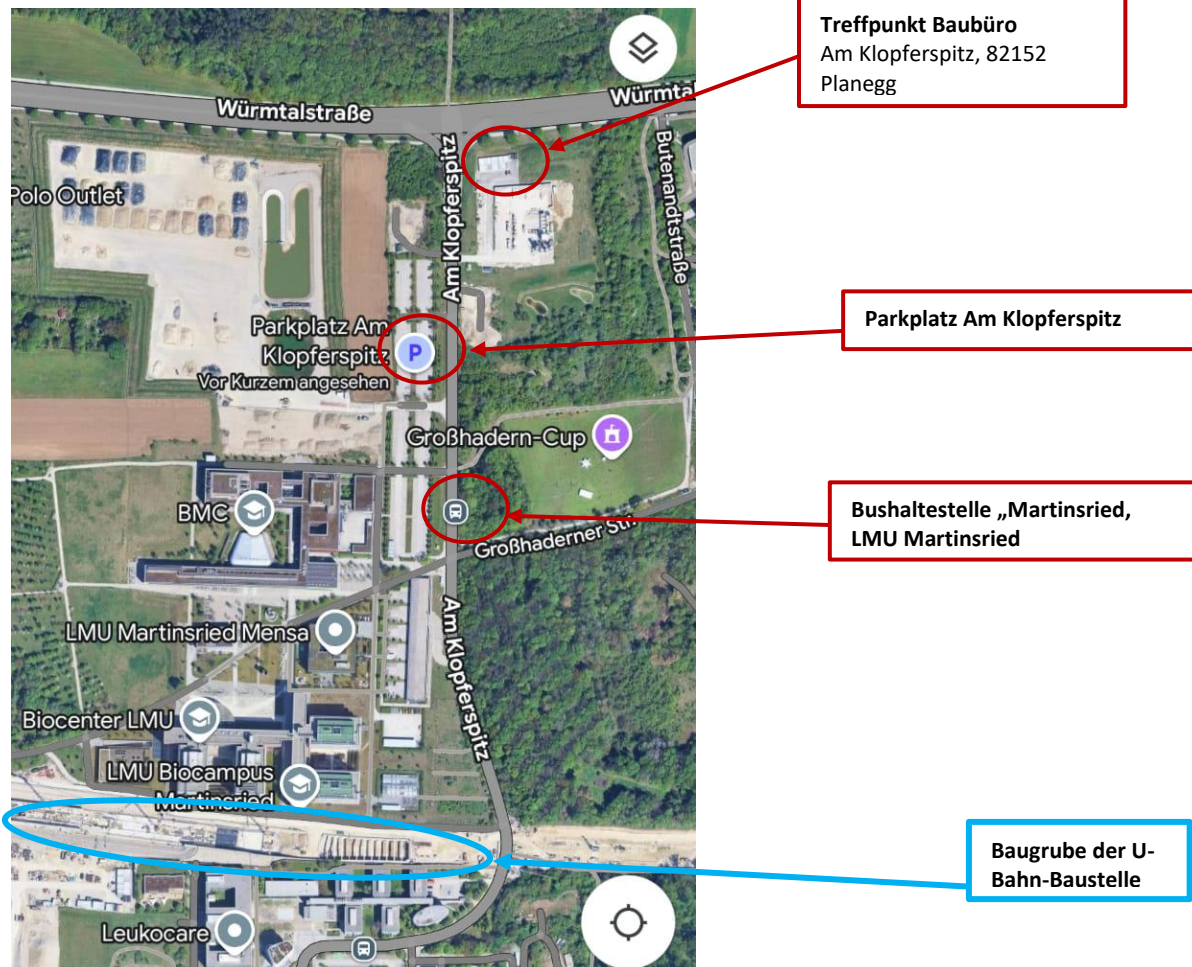 Treffpunkt Baubüro
Am Klopferspitz, 82152
Planegg
Würmtalstraße
Würmta
Am Klopferspitz
Butenandtstraße
Polo Outlet
Parkplatz Am
Klopferspitz
Vor Kurzem angesehen
P
Parkplatz Am Klopferspitz
Großhadern-Cup
BMC
Bushaltestelle „Martinsried,
LMU Martinsried
Großhaderner Str.
LMU Martinsried Mensa
Am Klopferspitz
Biocenter LMU
LMU Biocampus
Martinsried
Baugrube der U-
Bahn-Baustelle
Leukocare